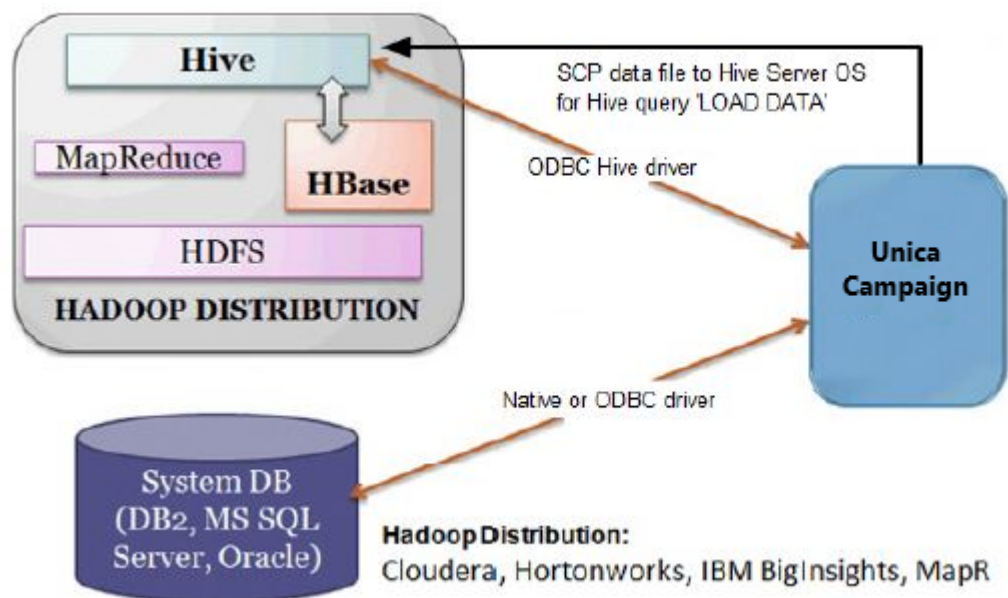 Hive
SCP data file to Hive Server OS
for Hive query 'LOAD DATA'
MapReduce
HBase
ODBC Hive driver
HDFS
HADOOP DISTRIBUTION
Unica
Campaign
Native or ODBC driver
System DB
(DB2, MS SQL
Server, Oracle)
Hadoop Distribution:
Cloudera, Hortonworks, IBM BigInsights, MapR